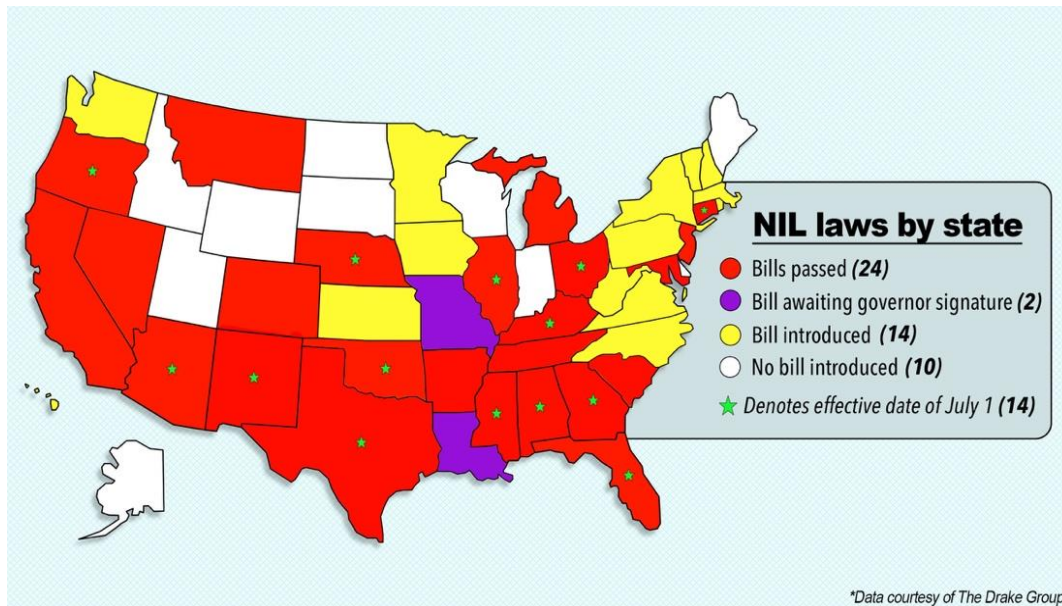 NIL laws by state
Bills passed (24)
Bill awaiting governor signature (2)
Bill introduced (14)
No bill introduced (10)
Denotes effective date of July 1 (14)
*Data courtesy of The Drake Group